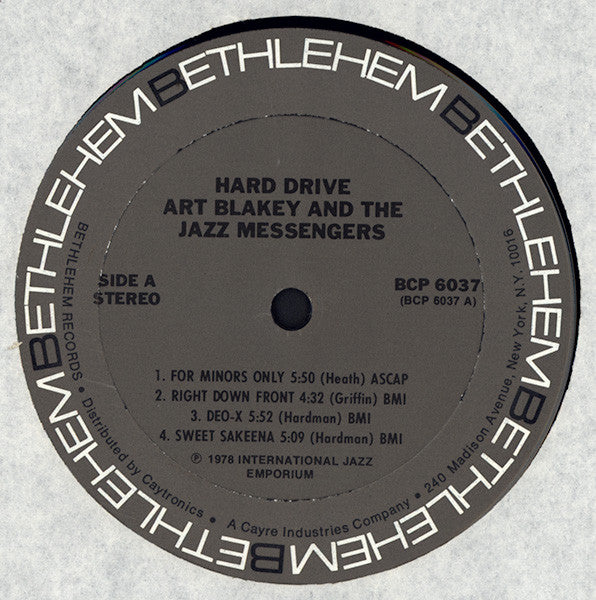 BETHLEHEM BETHLEHEM BETHLEHEM BETHLEHEM BETHLEHEM
HARD DRIVE
ART BLAKEY AND THE
JAZZ MESSENGERS
SIDE A
STEREO
BCP 6037
(BCP 6037 A)
1. FOR MINORS ONLY 5:50 (Heath) ASCAP
2. RIGHT DOWN FRONT 4:32 (Griffin) BMI
3. DEO-X 5:52 (Hardman) BMI
4. SWEET SAKEENA 5:09 (Hardman) BMI
℗ 1978 INTERNATIONAL JAZZ
EMPORIUM
BETHLEHEM RECORDS • Distributed by Caytronics • A Cayre Industries Company • 240 Madison Avenue, New York, N.Y. 10016